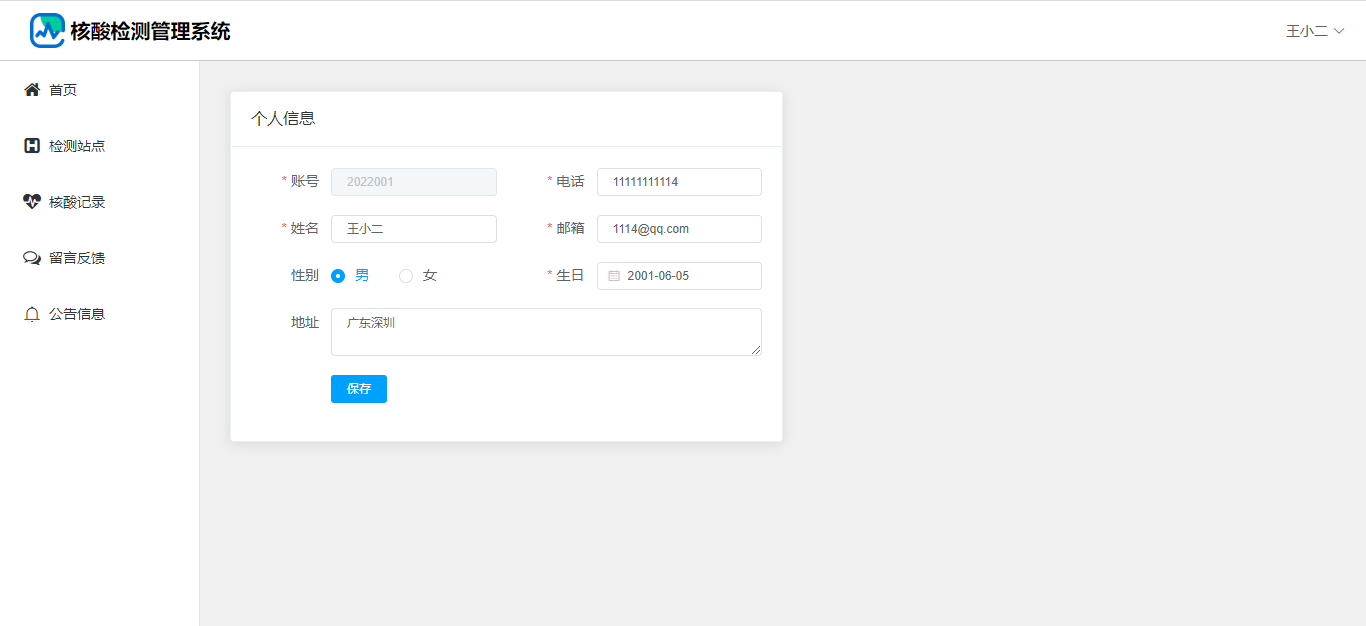 核酸检测管理系统
王小二
首页
检测站点
核酸记录
留言反馈
公告信息
个人信息
* 账号 2022001
* 电话 11111111114
* 姓名 王小二
* 邮箱 1114@qq.com
性别 男 女
* 生日 2001-06-05
地址 广东深圳
保存